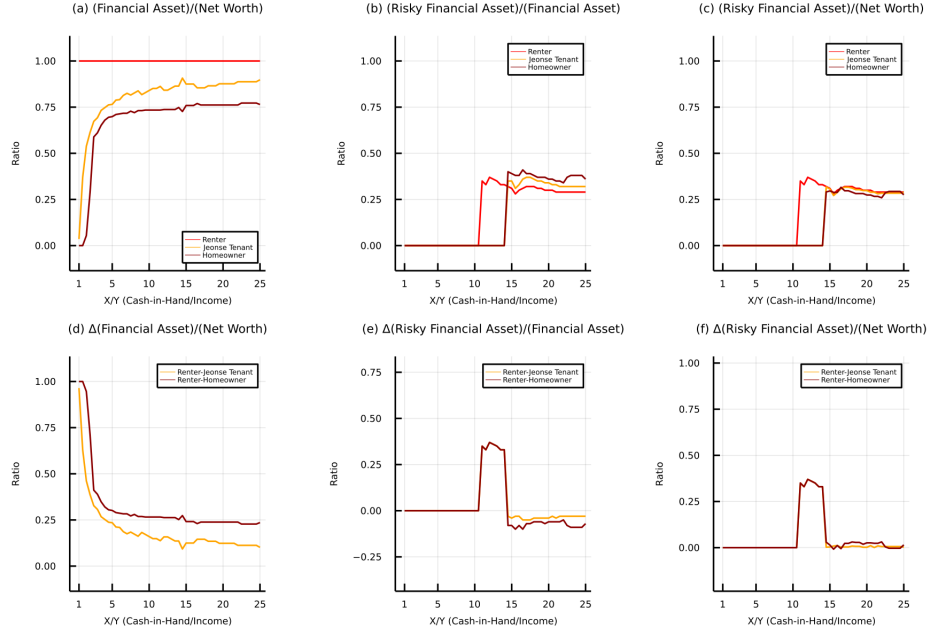 (a) (Financial Asset)/(Net Worth)
1.00
0.75
0.50
0.25
0.00
Ratio
Renter
Jeonse Tenant
Homeowner
1 5 10 15 20 25
X/Y (Cash-in-Hand/Income)
(b) (Risky Financial Asset)/(Financial Asset)
1.00
0.75
0.50
0.25
0.00
Ratio
Renter
Jeonse Tenant
Homeowner
1 5 10 15 20 25
X/Y (Cash-in-Hand/Income)
(c) (Risky Financial Asset)/(Net Worth)
1.00
0.75
0.50
0.25
0.00
Ratio
Renter
Jeonse Tenant
Homeowner
1 5 10 15 20 25
X/Y (Cash-in-Hand/Income)
(d) Δ(Financial Asset)/(Net Worth)
1.00
0.75
0.50
0.25
0.00
Ratio
Renter-Jeonse Tenant
Renter-Homeowner
1 5 10 15 20 25
X/Y (Cash-in-Hand/Income)
(e) Δ(Risky Financial Asset)/(Financial Asset)
0.75
0.50
0.25
0.00
−0.25
Ratio
Renter-Jeonse Tenant
Renter-Homeowner
1 5 10 15 20 25
X/Y (Cash-in-Hand/Income)
(f) Δ(Risky Financial Asset)/(Net Worth)
1.00
0.75
0.50
0.25
0.00
Ratio
Renter-Jeonse Tenant
Renter-Homeowner
1 5 10 15 20 25
X/Y (Cash-in-Hand/Income)